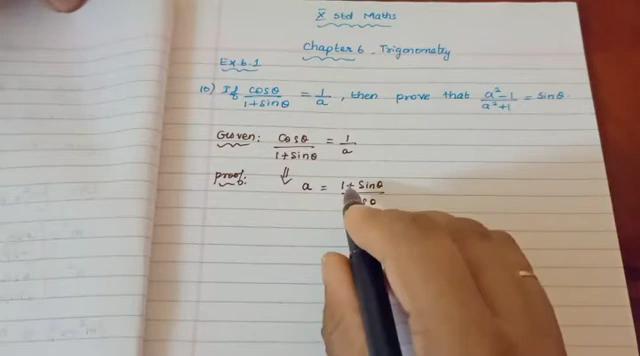 X Std Maths
Chapter 6 - Trigonometry
Ex 6.1
10) If cosθ/1+sinθ = 1/a, then prove that a²-1/a²+1 = sinθ.
Given: cosθ/1+sinθ = 1/a
Proof: ⇓ a = 1+sinθ/